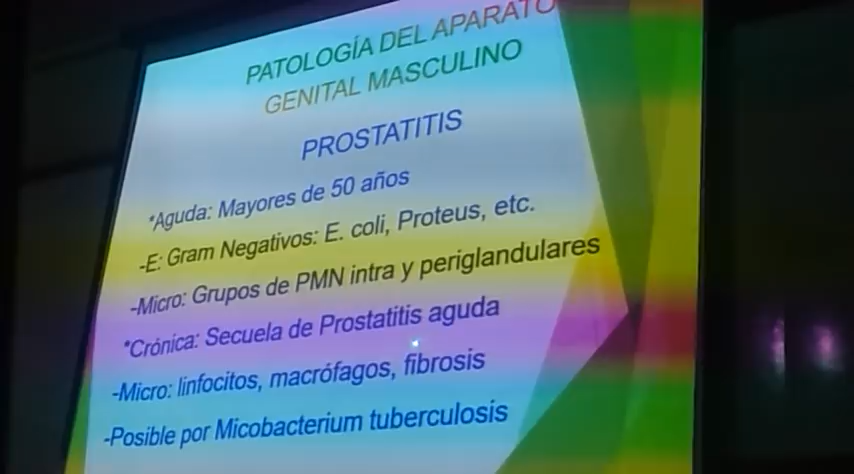 PATOLOGÍA DEL APARATO
GENITAL MASCULINO
PROSTATITIS
*Aguda: Mayores de 50 años
-E: Gram Negativos: E. coli, Proteus, etc.
-Micro: Grupos de PMN intra y periglandulares
*Crónica: Secuela de Prostatitis aguda
-Micro: linfocitos, macrófagos, fibrosis
-Posible por Micobacterium tuberculosis